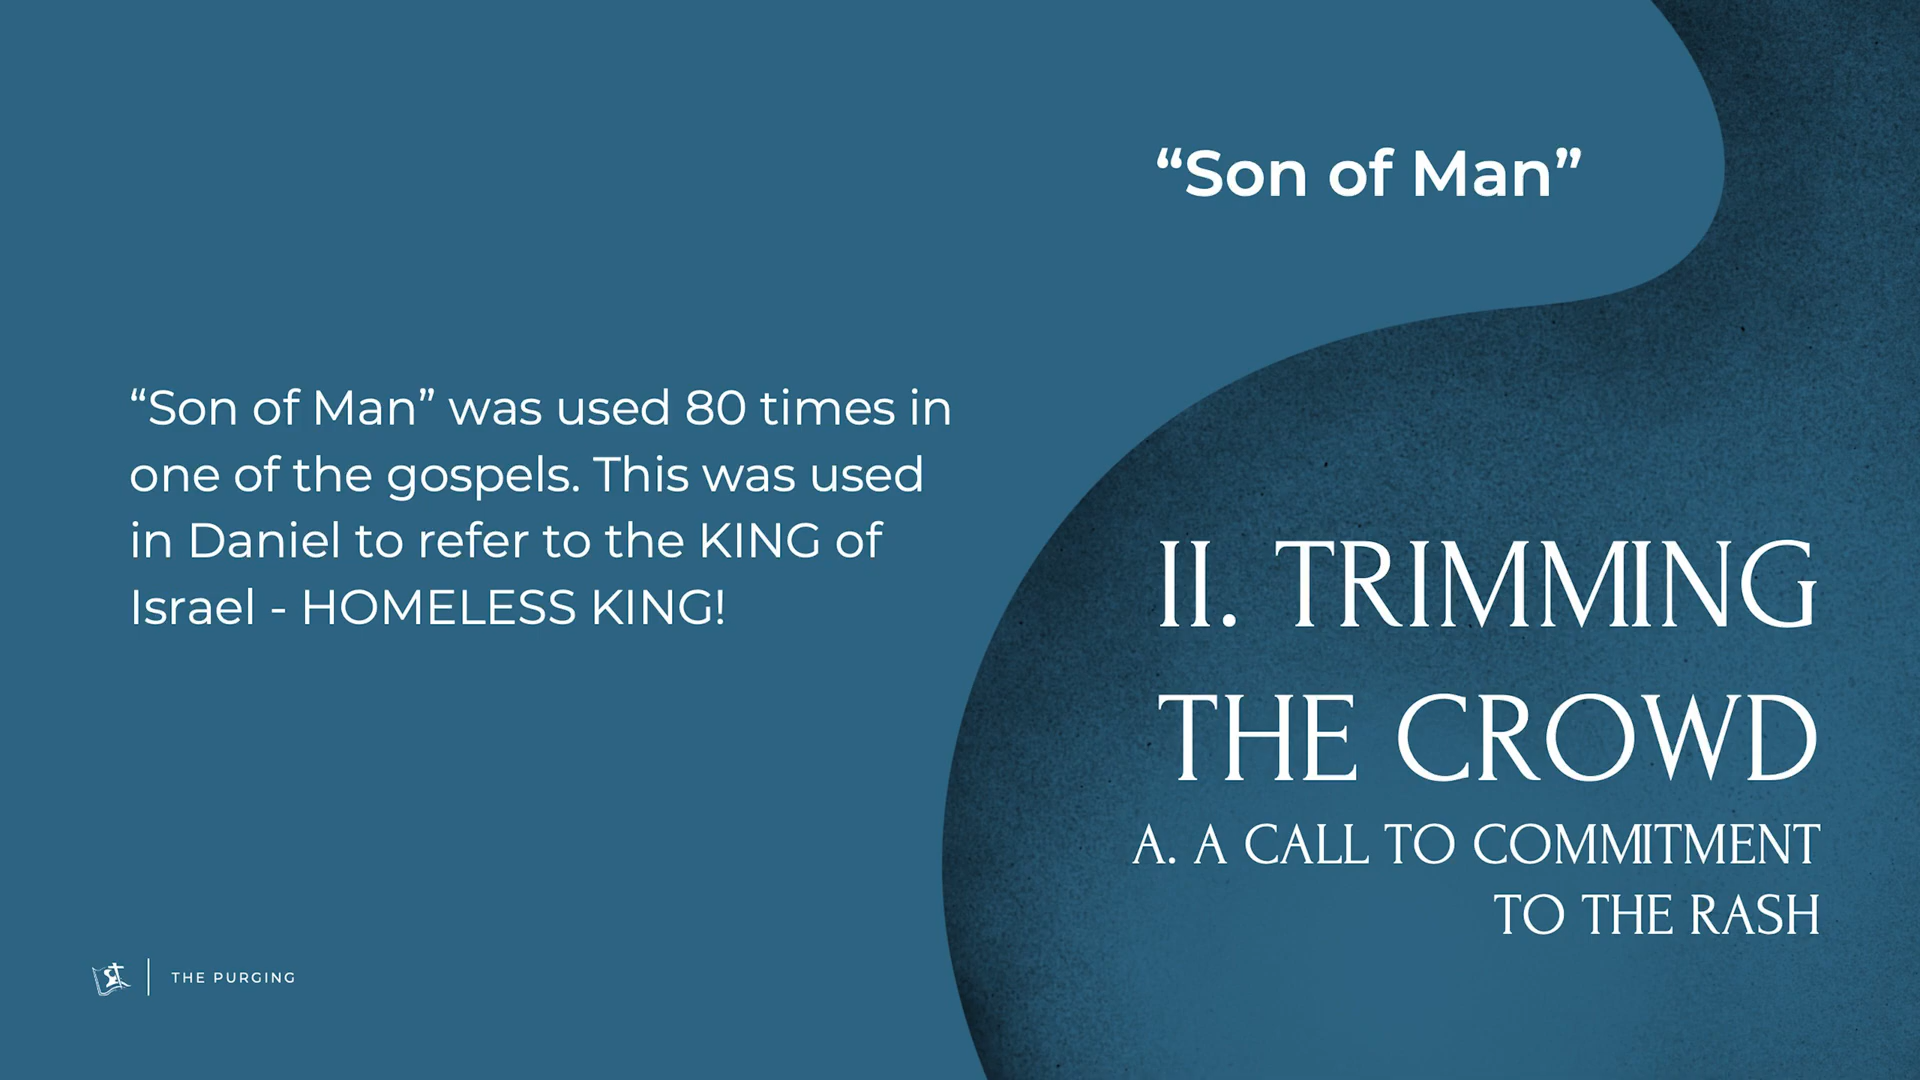 “Son of Man”
“Son of Man” was used 80 times in
one of the gospels. This was used
in Daniel to refer to the KING of
Israel - HOMELESS KING!
II. TRIMMING
THE CROWD
A. A CALL TO COMMITMENT
TO THE RASH
THE PURGING